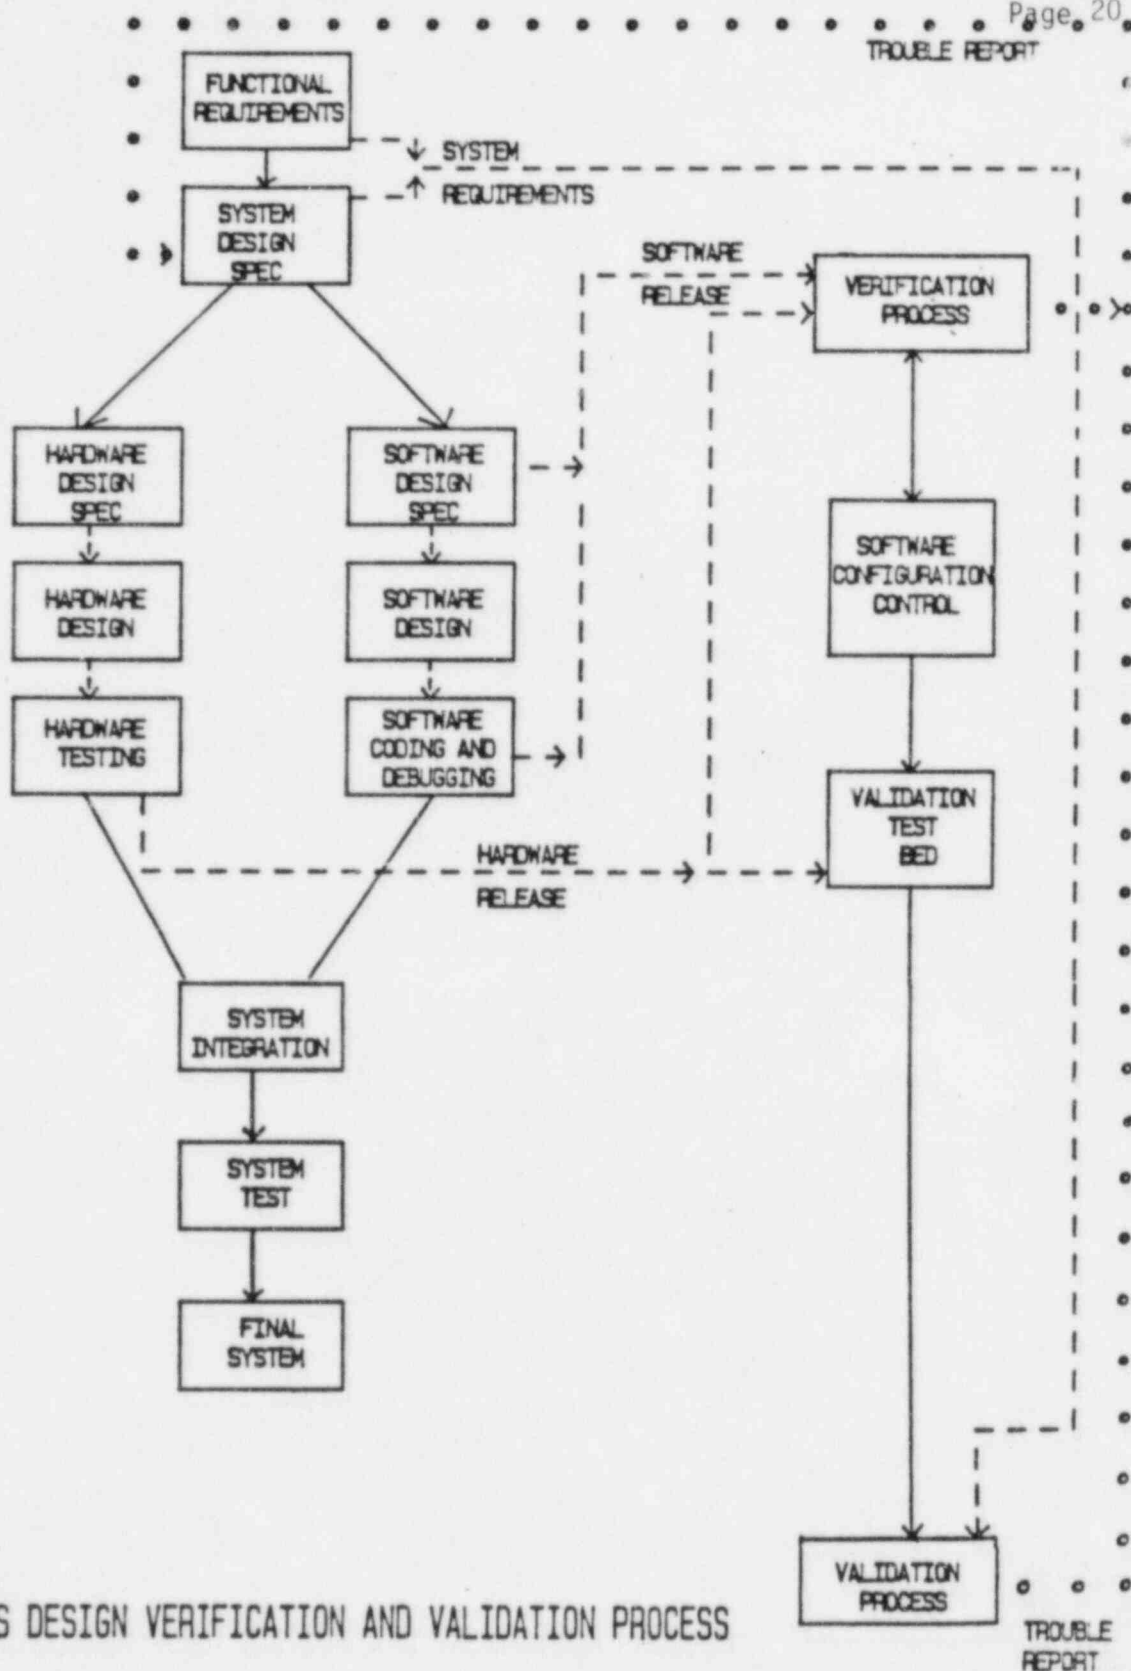 Page 20
TROUBLE REPORT
FUNCTIONAL
REQUIREMENTS
SYSTEM
REQUIREMENTS
SYSTEM
DESIGN
SPEC
SOFTWARE
RELEASE
VERIFICATION
PROCESS
HARDWARE
DESIGN
SPEC
SOFTWARE
DESIGN
SPEC
SOFTWARE
CONFIGURATION
CONTROL
HARDWARE
DESIGN
SOFTWARE
DESIGN
HARDWARE
TESTING
SOFTWARE
CODING AND
DEBUGGING
VALIDATION
TEST
BED
HARDWARE
RELEASE
SYSTEM
INTEGRATION
SYSTEM
TEST
FINAL
SYSTEM
VALIDATION
PROCESS
S DESIGN VERIFICATION AND VALIDATION PROCESS
TROUBLE
REPORT